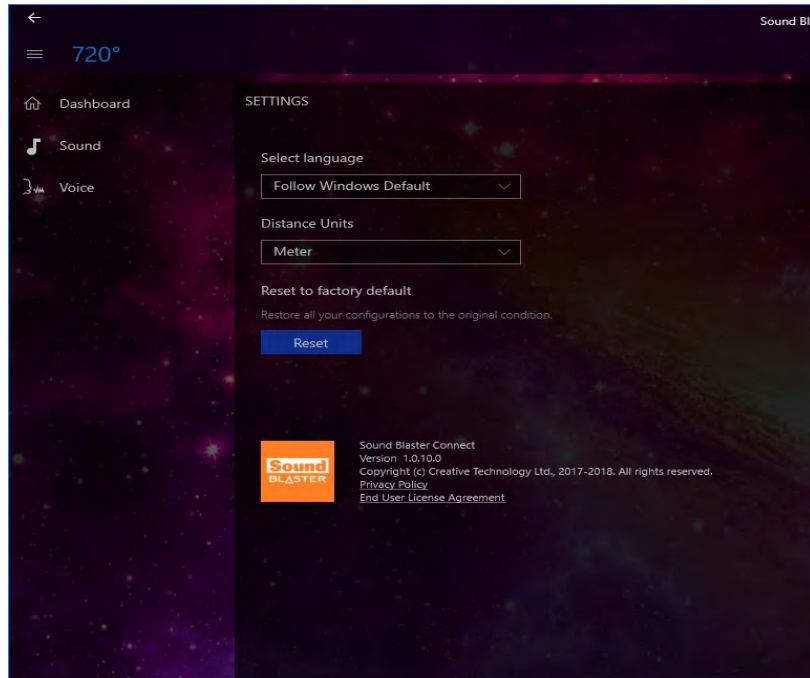 Sound Bl
720°
Dashboard
SETTINGS
Sound
Select language
Voice
Follow Windows Default
Distance Units
Meter
Reset to factory default
Restore all your configurations to the original condition.
Reset
Sound Blaster Connect
Version 1.0.10.0
Copyright (c) Creative Technology Ltd., 2017-2018. All rights reserved.
Privacy Policy
End User License Agreement
Sound
BLASTER